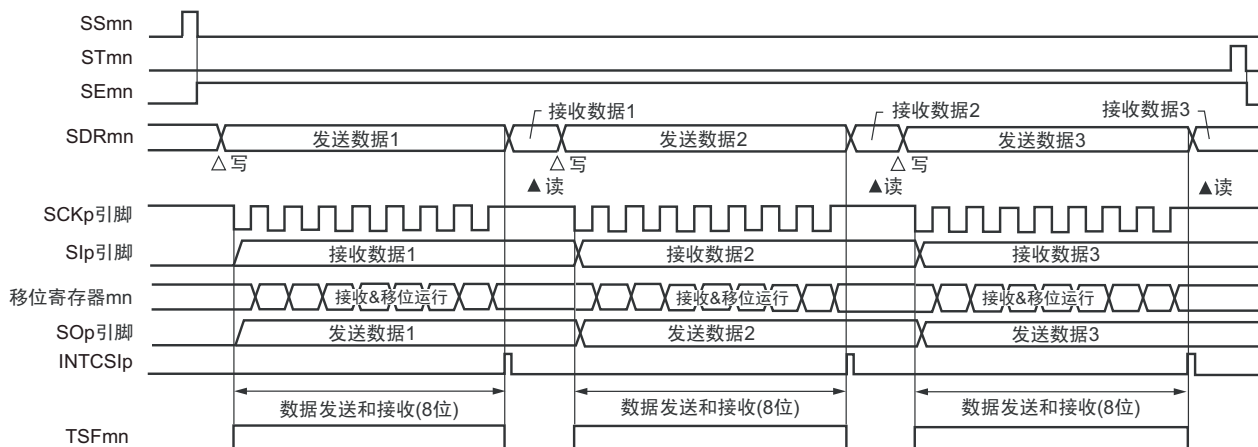 SSmn
STmn
SEmn
接收数据1 接收数据2 接收数据3
SDRmn 发送数据1 发送数据2 发送数据3
△写 △写 △写
▲读 ▲读 ▲读
SCKp引脚
SIp引脚 接收数据1 接收数据2 接收数据3
移位寄存器mn 接收&移位运行 接收&移位运行 接收&移位运行
SOp引脚 发送数据1 发送数据2 发送数据3
INTCSIp
数据发送和接收(8位) 数据发送和接收(8位) 数据发送和接收(8位)
TSFmn